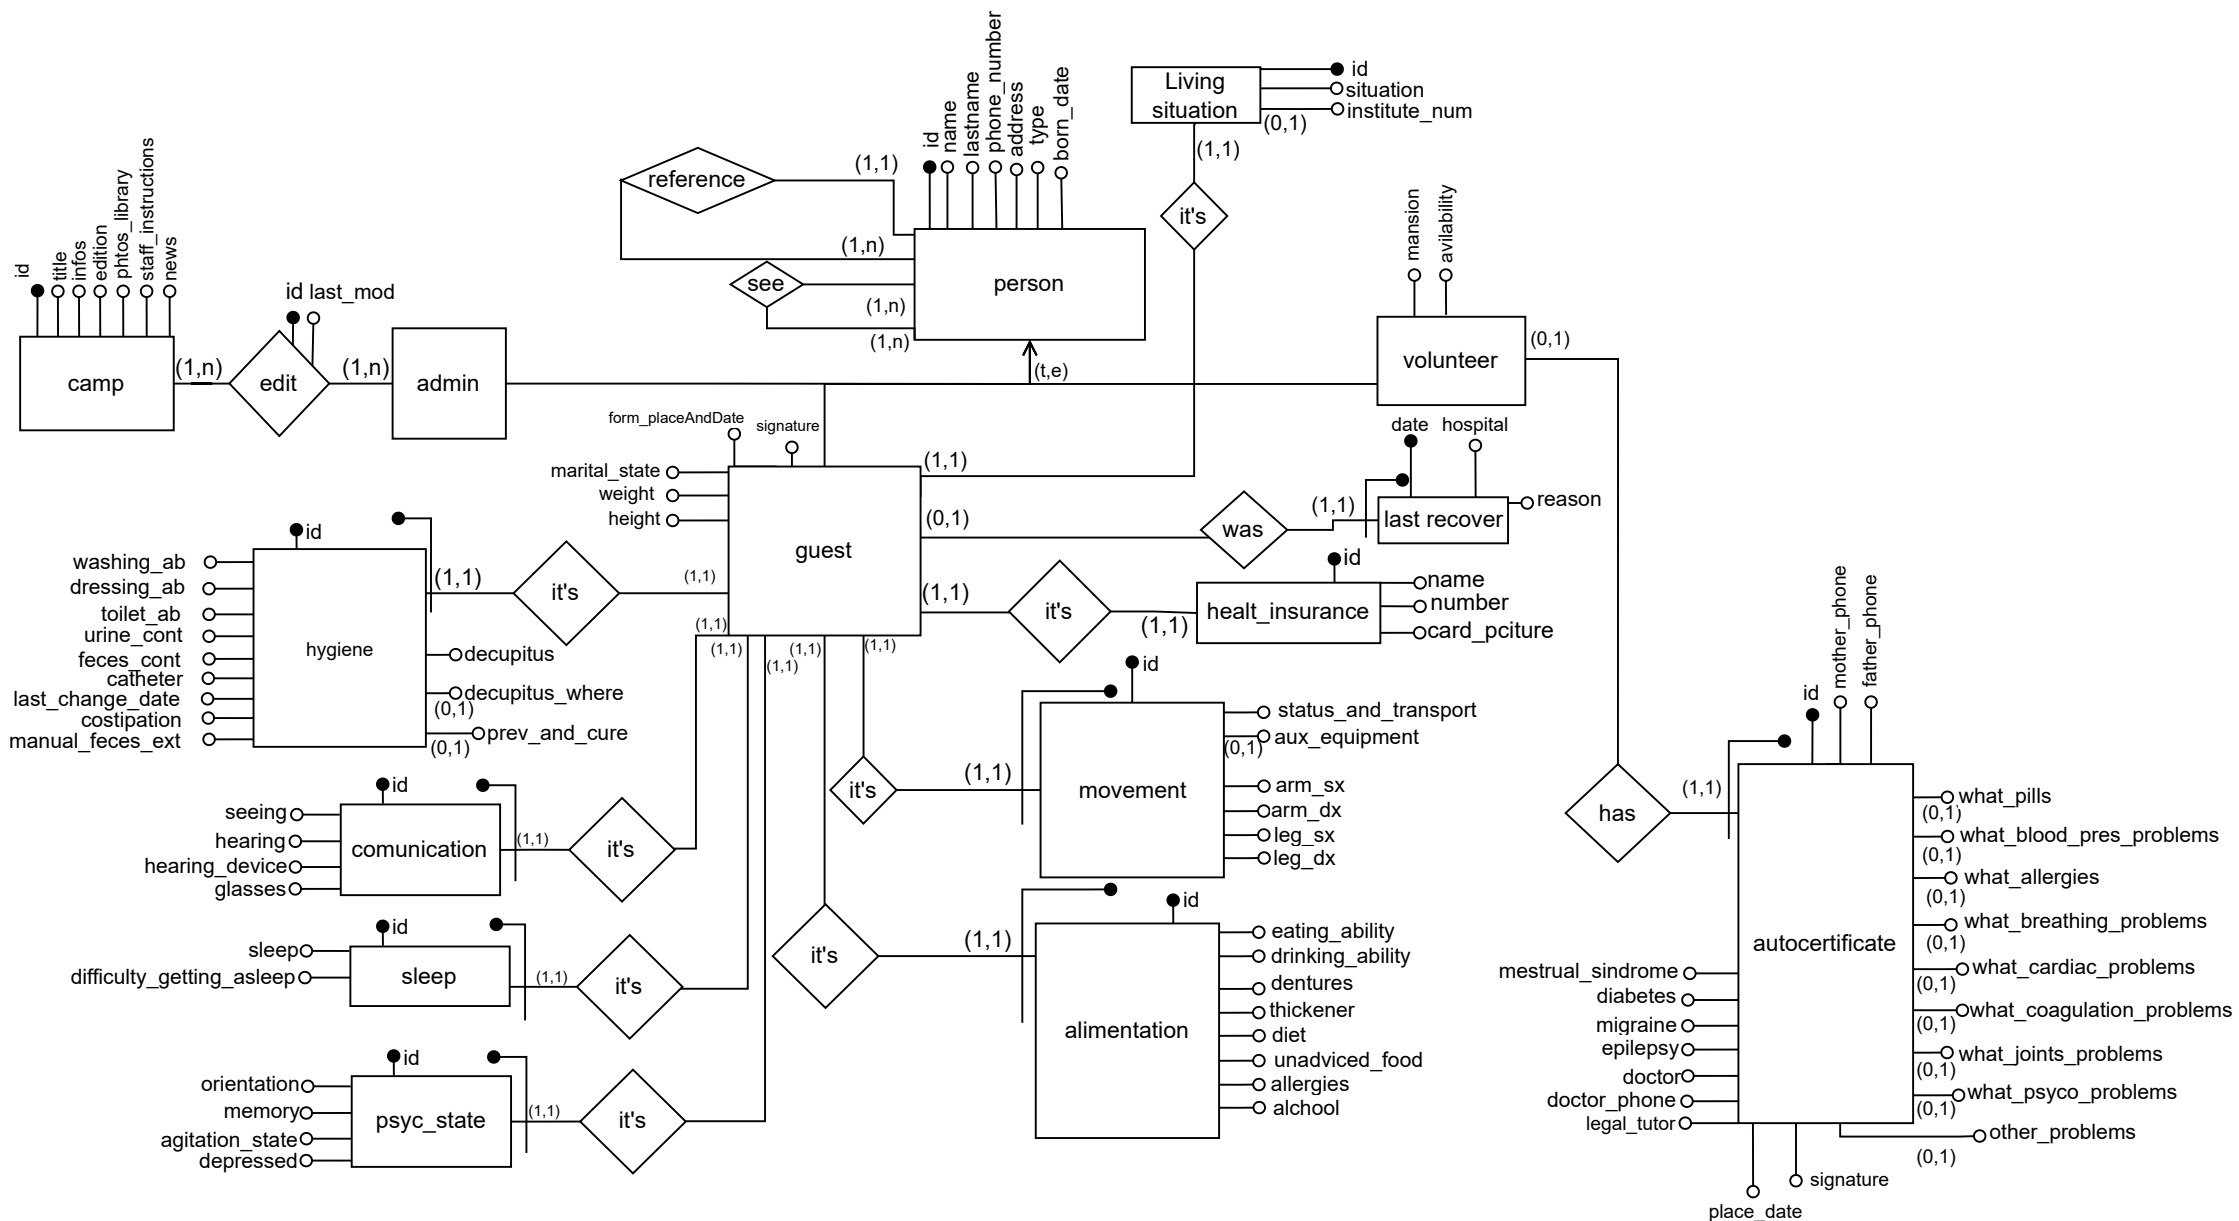 id
name
lastname
phone_number
address
type
born_date
Living
situation
id
situation
institute_num
(0,1)
(1,1)
it's
reference
(1,1)
(1,n)
see
(1,n)
(1,n)
person
(t,e)
id
title
infos
edition
phtos_library
staff_instructions
news
camp
(1,n)
id
last_mod
edit
(1,n)
admin
mansion
avilability
volunteer
(0,1)
form_placeAndDate
signature
marital_state
weight
height
guest
(1,1)
(0,1)
(1,1)
date
hospital
reason
was
(1,1)
last recover
it's
(1,1)
id
healt_insurance
name
number
card_pciture
id
washing_ab
dressing_ab
toilet_ab
urine_cont
feces_cont
catheter
last_change_date
costipation
manual_feces_ext
hygiene
decupitus
decupitus_where
(0,1)
prev_and_cure
(0,1)
(1,1)
it's
(1,1)
(1,1)
(1,1)
(1,1)
(1,1)
(1,1)
id
status_and_transport
aux_equipment
(0,1)
arm_sx
arm_dx
leg_sx
leg_dx
movement
(1,1)
it's
id
seeing
hearing
hearing_device
glasses
comunication
(1,1)
it's
id
sleep
difficulty_getting_asleep
sleep
(1,1)
it's
id
orientation
memory
agitation_state
depressed
psyc_state
(1,1)
it's
it's
(1,1)
id
alimentation
eating_ability
drinking_ability
dentures
thickener
diet
unadviced_food
allergies
alchool
has
(1,1)
id
mother_phone
father_phone
autocertificate
what_pills
(0,1)
what_blood_pres_problems
(0,1)
what_allergies
(0,1)
what_breathing_problems
(0,1)
what_cardiac_problems
(0,1)
what_coagulation_problems
(0,1)
what_joints_problems
(0,1)
what_psyco_problems
(0,1)
other_problems
(0,1)
mestrual_sindrome
diabetes
migraine
epilepsy
doctor
doctor_phone
legal_tutor
signature
place_date